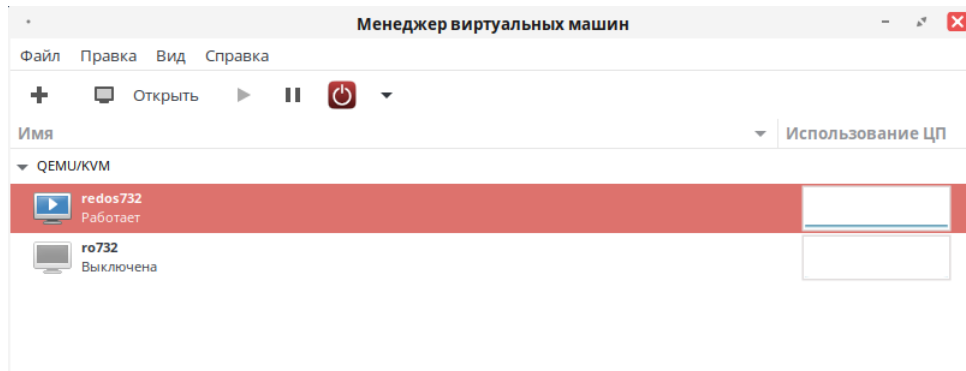 Менеджер виртуальных машин
Файл Правка Вид Справка
Открыть
Имя Использование ЦП
QEMU/KVM
redos732
Работает
ro732
Выключена